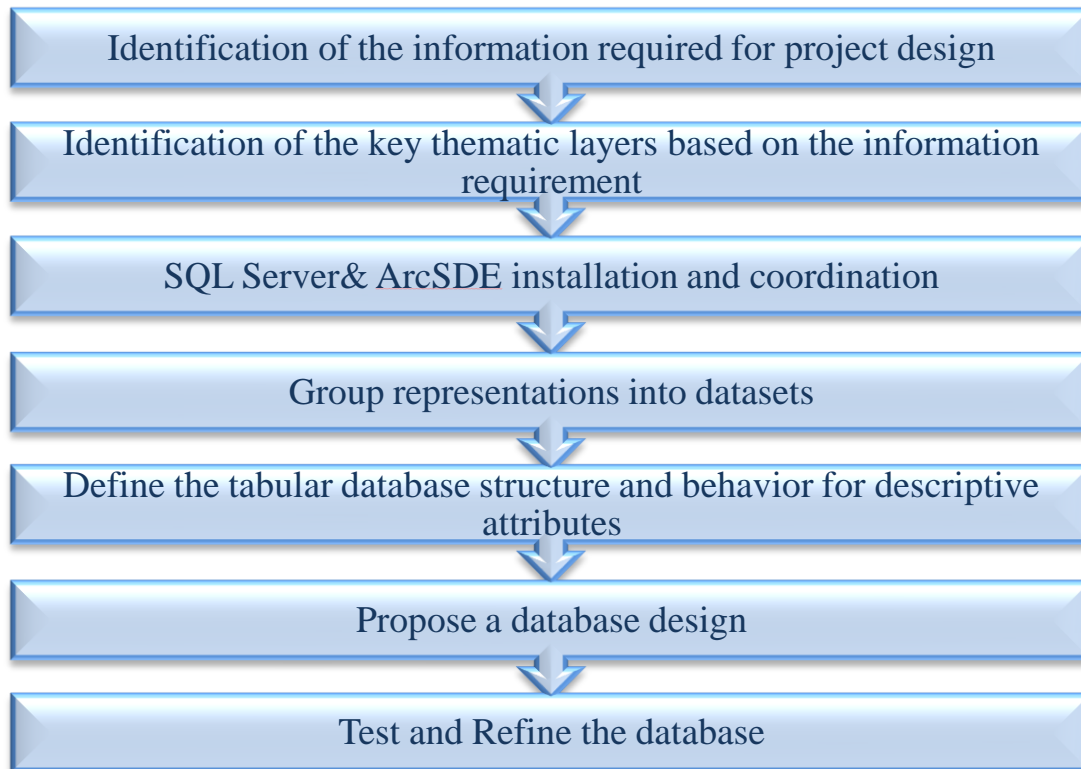 Identification of the information required for project design
Identification of the key thematic layers based on the information
requirement
SQL Server& ArcSDE installation and coordination
Group representations into datasets
Define the tabular database structure and behavior for descriptive
attributes
Propose a database design
Test and Refine the database